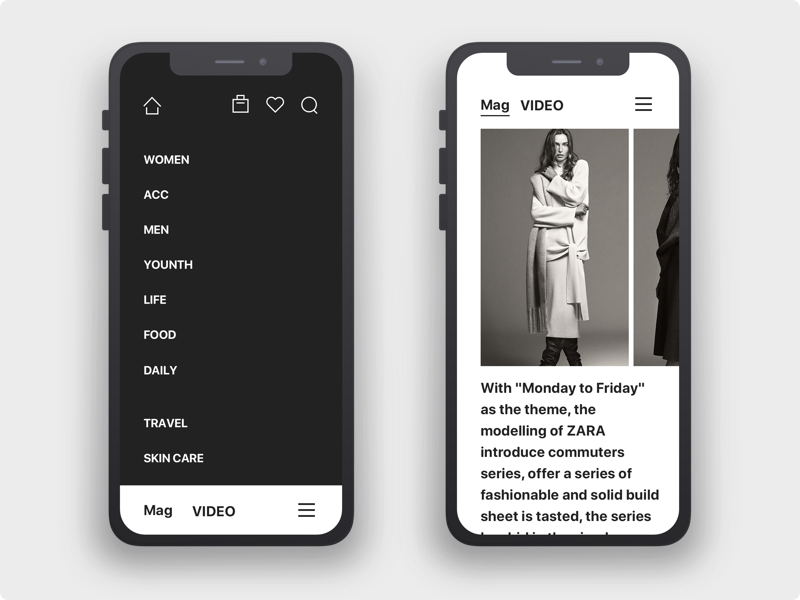 WOMEN
ACC
MEN
YOUNTH
LIFE
FOOD
DAILY
TRAVEL
SKIN CARE
Mag VIDEO
Mag VIDEO
With "Monday to Friday"
as the theme, the
modelling of ZARA
introduce commuters
series, offer a series of
fashionable and solid build
sheet is tasted, the series